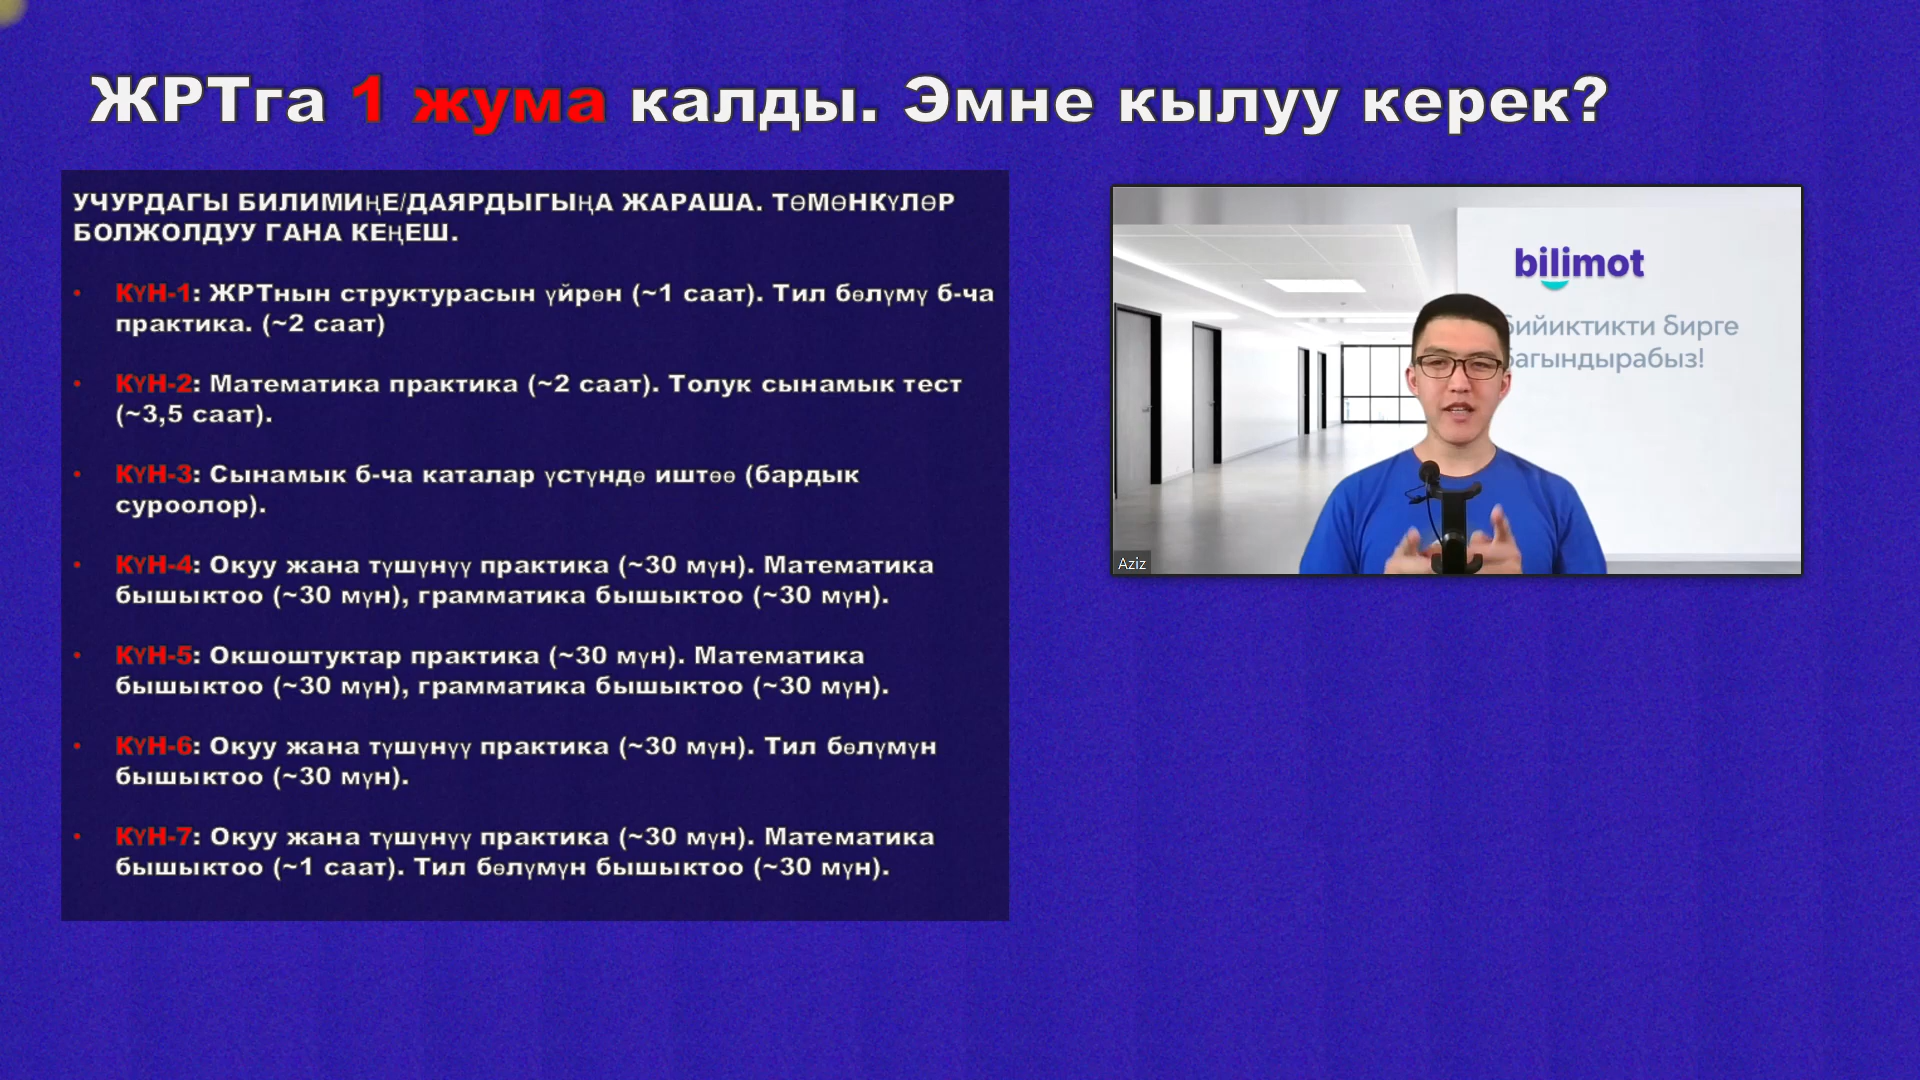 ЖРТга 1 жума калды. Эмне кылуу керек?
УЧУРДАГЫ БИЛИМИҢЕ/ДАЯРДЫГЫҢА ЖАРАША. ТӨМӨНКҮЛӨР
БОЛЖОЛДУУ ГАНА КЕҢЕШ.
• КҮН-1: ЖРТнын структурасын үйрөн (~1 саат). Тил бөлүмү б-ча
практика. (~2 саат)
• КҮН-2: Математика практика (~2 саат). Толук сынамык тест
(~3,5 саат).
• КҮН-3: Сынамык б-ча каталар үстүндө иштөө (бардык
суроолор).
• КҮН-4: Окуу жана түшүнүү практика (~30 мүн). Математика
бышыктоо (~30 мүн), грамматика бышыктоо (~30 мүн).
• КҮН-5: Окшоштуктар практика (~30 мүн). Математика
бышыктоо (~30 мүн), грамматика бышыктоо (~30 мүн).
• КҮН-6: Окуу жана түшүнүү практика (~30 мүн). Тил бөлүмүн
бышыктоо (~30 мүн).
• КҮН-7: Окуу жана түшүнүү практика (~30 мүн). Математика
бышыктоо (~1 саат). Тил бөлүмүн бышыктоо (~30 мүн).
bilimot
бийиктикти бирге
багындырабыз!
Aziz